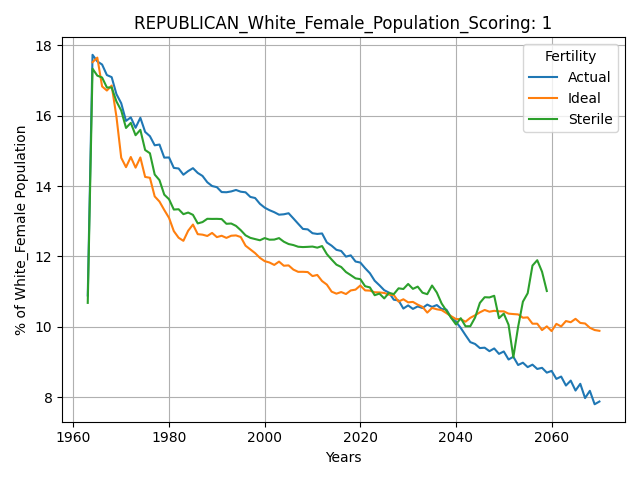 REPUBLICAN_White_Female_Population_Scoring: 1
% of White_Female Population
18
16
14
12
10
8
Fertility
Actual
Ideal
Sterile
1960 1980 2000 2020 2040 2060
Years